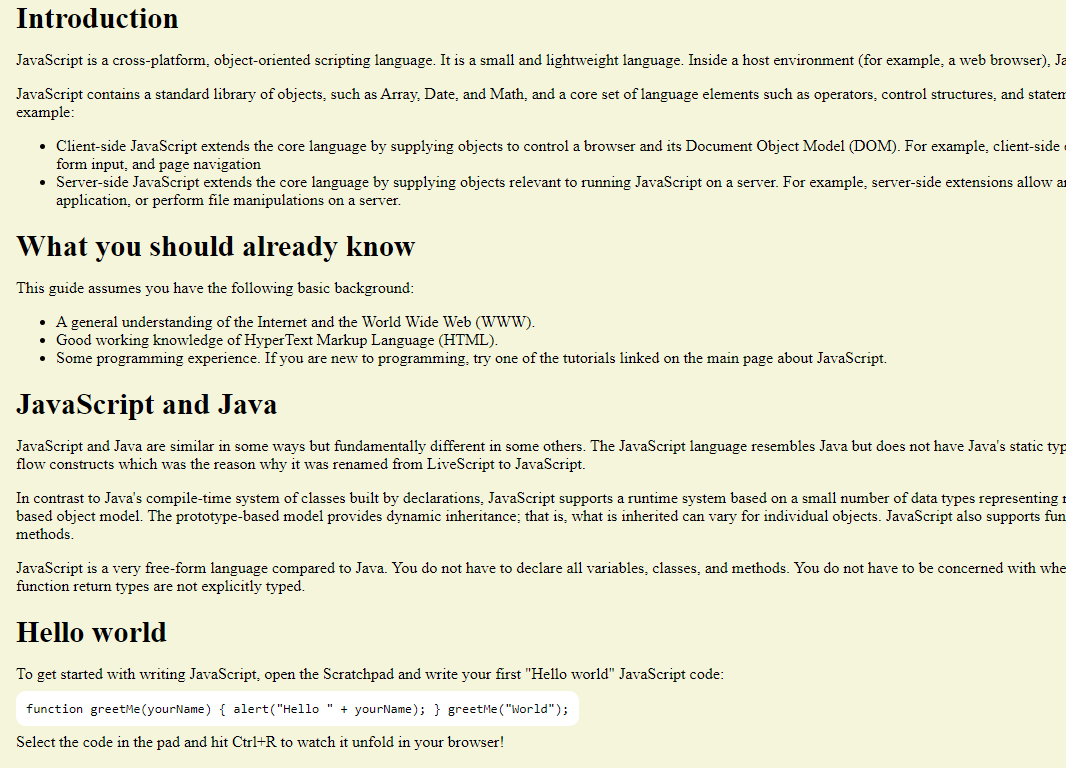 Introduction
JavaScript is a cross-platform, object-oriented scripting language. It is a small and lightweight language. Inside a host environment (for example, a web browser),
JavaScript contains a standard library of objects, such as Array, Date, and Math, and a core set of language elements such as operators, control structures, and
example:
• Client-side JavaScript extends the core language by supplying objects to control a browser and its Document Object Model (DOM). For example, client-side
form input, and page navigation
• Server-side JavaScript extends the core language by supplying objects relevant to running JavaScript on a server. For example, server-side extensions allow
application, or perform file manipulations on a server.
What you should already know
This guide assumes you have the following basic background:
• A general understanding of the Internet and the World Wide Web (WWW).
• Good working knowledge of HyperText Markup Language (HTML).
• Some programming experience. If you are new to programming, try one of the tutorials linked on the main page about JavaScript.
JavaScript and Java
JavaScript and Java are similar in some ways but fundamentally different in some others. The JavaScript language resembles Java but does not have Java's static
flow constructs which was the reason why it was renamed from LiveScript to JavaScript.
In contrast to Java's compile-time system of classes built by declarations, JavaScript supports a runtime system based on a small number of data types representing
based object model. The prototype-based model provides dynamic inheritance; that is, what is inherited can vary for individual objects. JavaScript also supports
methods.
JavaScript is a very free-form language compared to Java. You do not have to declare all variables, classes, and methods. You do not have to be concerned with
function return types are not explicitly typed.
Hello world
To get started with writing JavaScript, open the Scratchpad and write your first "Hello world" JavaScript code:
function greetMe(yourName) { alert("Hello " + yourName); } greetMe("World");
Select the code in the pad and hit Ctrl+R to watch it unfold in your browser!